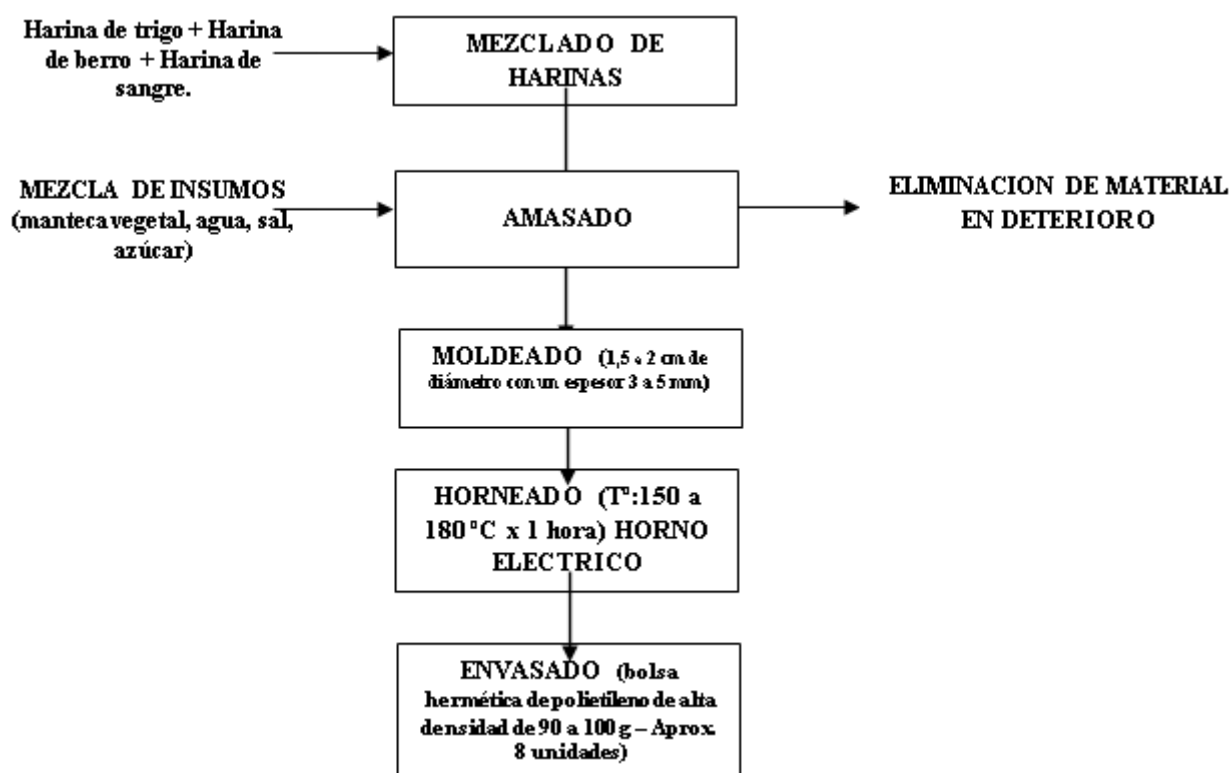 Harina de trigo + Harina
de berro + Harina de
sangre.
MEZCLADO DE
HARINAS
MEZCLA DE INSUMOS
(manteca vegetal, agua, sal,
azúcar)
AMASADO
ELIMINACION DE MATERIAL
EN DETERIORO
MOLDEADO (1,5 a 2 cm de
diámetro con un espesor 3 a 5 mm)
HORNEADO (Tº:150 a
180 ºC x 1 hora) HORNO
ELECTRICO
ENVASADO (bolsa
hermética de polietileno de alta
densidad de 90 a 100 g – Aprox.
8 unidades)